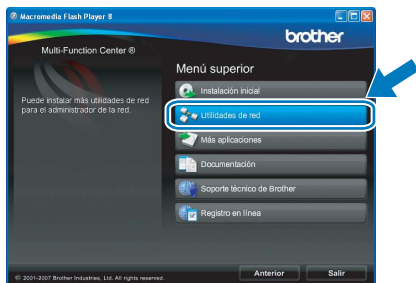 Macromedia Flash Player 8
brother
Multi-Function Center ®
Menú superior
Instalación inicial
Puede instalar más utilidades de red
para el administrador de la red.
Utilidades de red
Más aplicaciones
Documentación
Soporte técnico de Brother
Registro en línea
© 2001-2007 Brother Industries, Ltd. All rights reserved.
Anterior
Salir